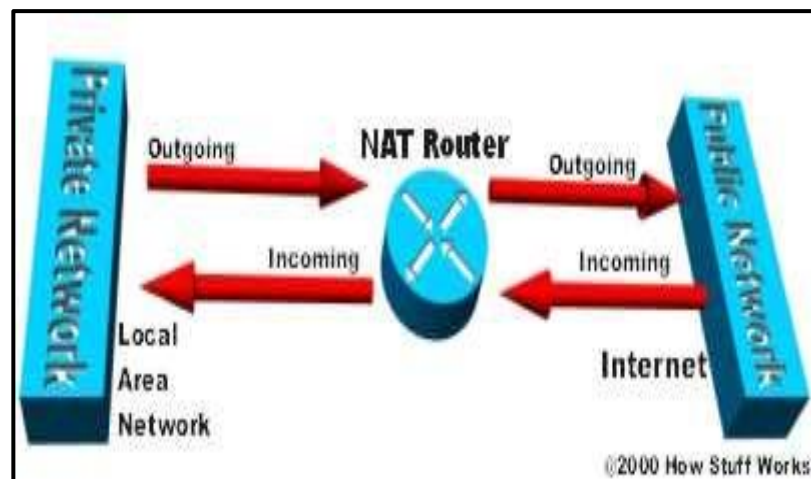 Private Network
Outgoing
NAT Router
Outgoing
Public Network
Incoming
Incoming
Local
Area
Network
Internet
©2000 How Stuff Works